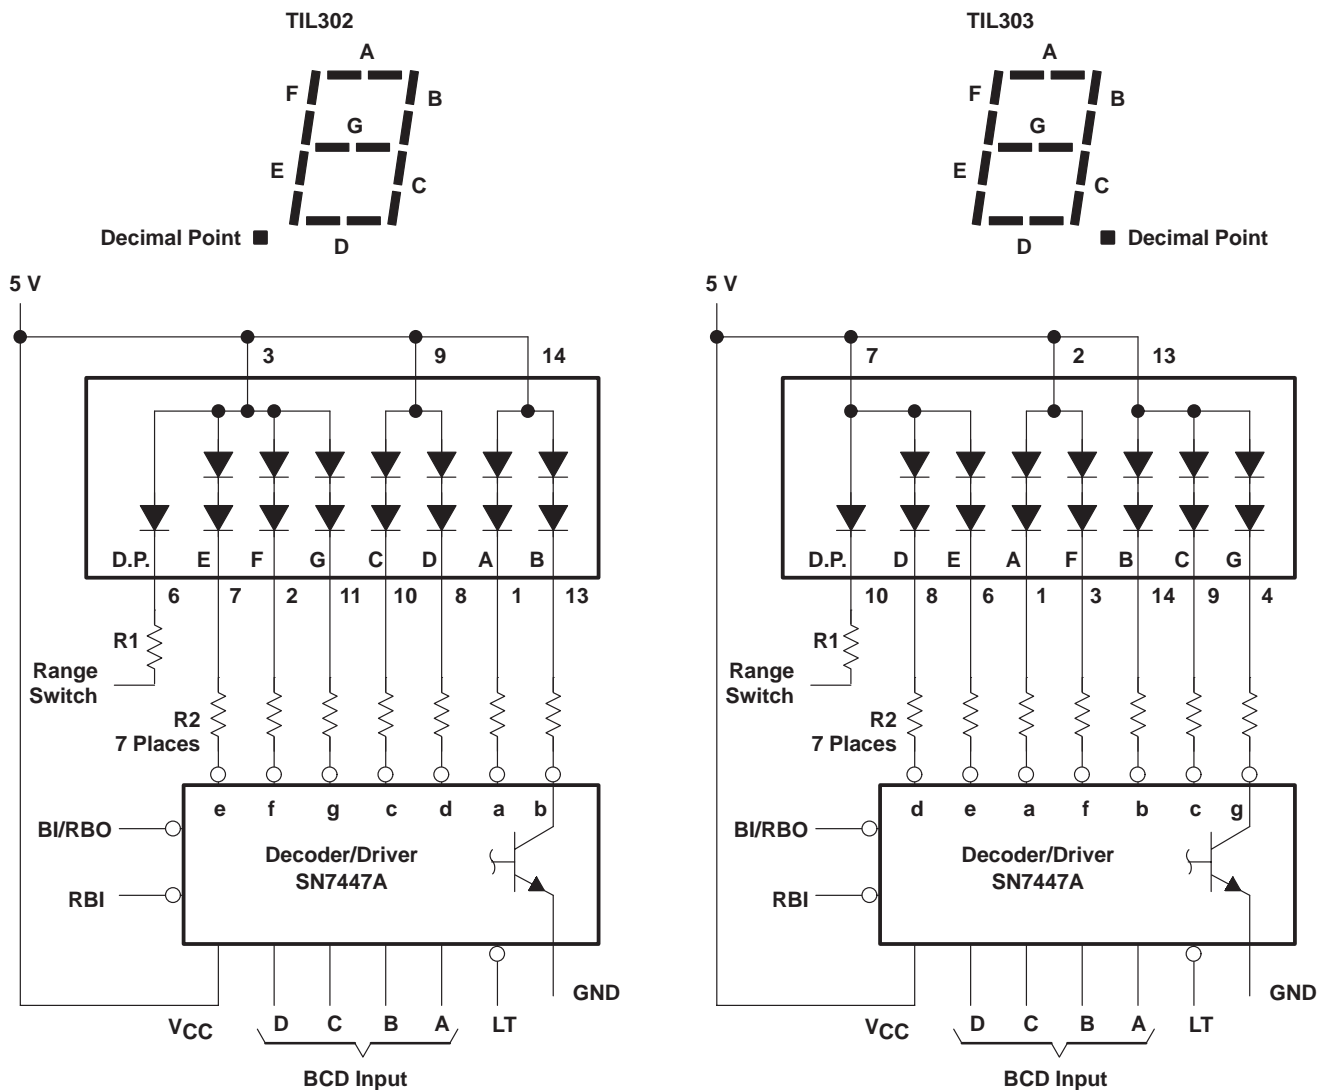 TIL302
A
F
B
G
E
C
Decimal Point
D
5 V
3 9 14
D.P. E F G C D A B
6 7 2 11 10 8 1 13
R1
Range
Switch
R2
7 Places
e f g c d a b
BI/RBO
Decoder/Driver
SN7447A
RBI
GND
VCC D C B A LT
BCD Input
TIL303
A
F
B
G
E
C
Decimal Point
D
5 V
7 2 13
D.P. D E A F B C G
10 8 6 1 3 14 9 4
R1
Range
Switch
R2
7 Places
d e a f b c g
BI/RBO
Decoder/Driver
SN7447A
RBI
GND
VCC D C B A LT
BCD Input